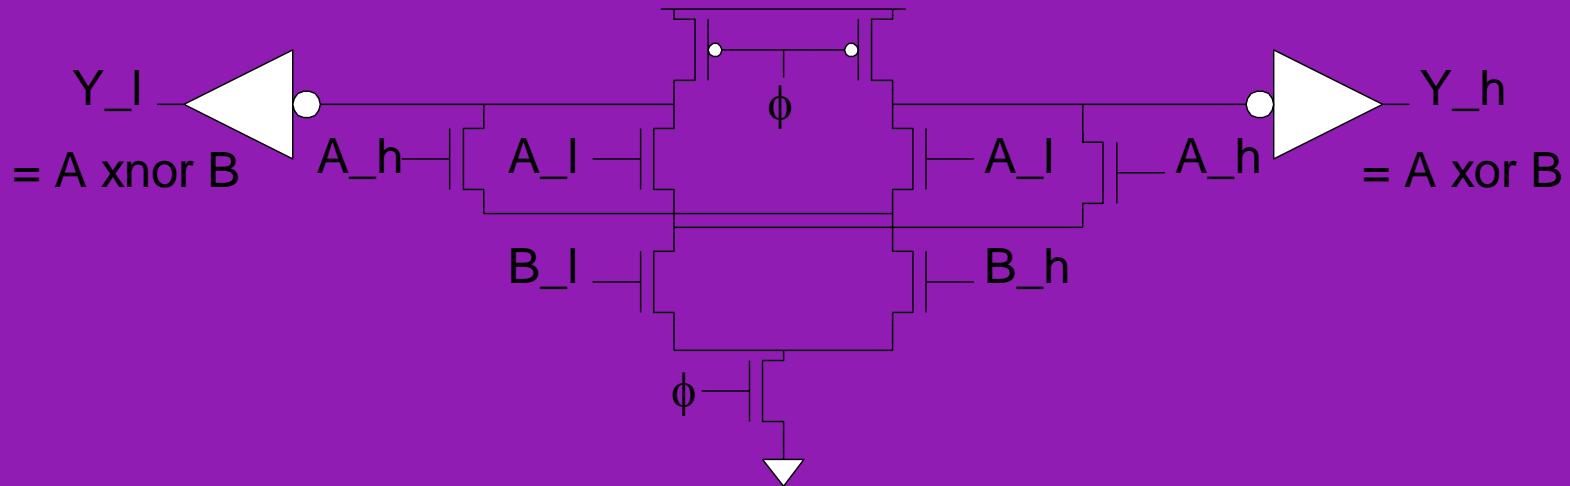 Y_l
= A xnor B
A_h
A_l
ϕ
A_l
A_h
Y_h
= A xor B
B_l
B_h
ϕ